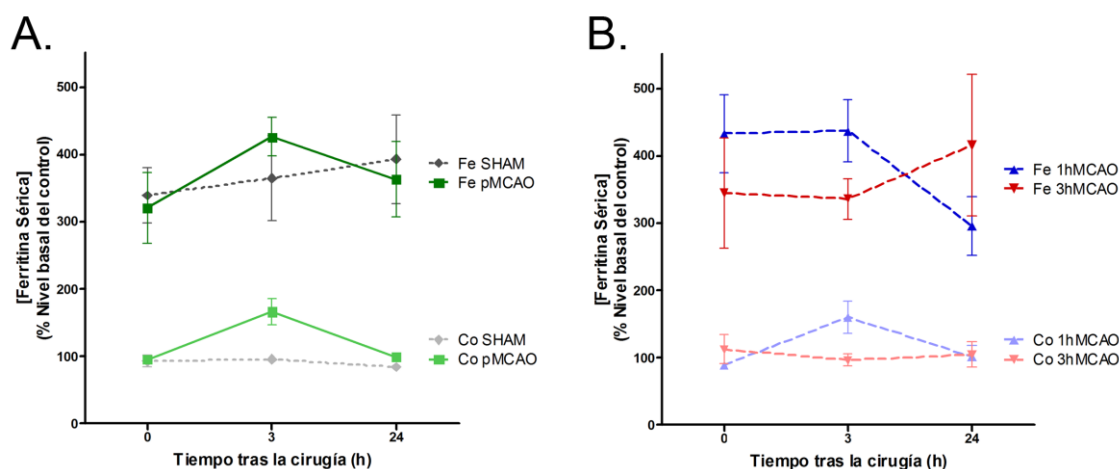 A.
[Ferritina Sérica]
(% Nivel basal del control)
500
400
300
200
100
0
0
3
24
Tiempo tras la cirugía (h)
Fe SHAM
Fe pMCAO
Co SHAM
Co pMCAO
B.
[Ferritina Sérica]
(% Nivel basal del control)
500
400
300
200
100
0
0
3
24
Tiempo tras la cirugía (h)
Fe 1hMCAO
Fe 3hMCAO
Co 1hMCAO
Co 3hMCAO